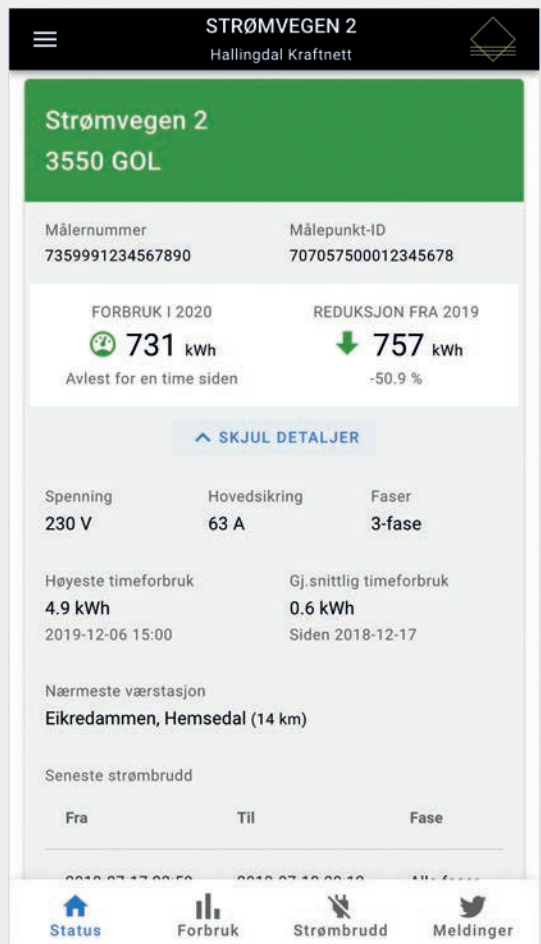 STRØMVEGEN 2
Hallingdal Kraftnett
Strømvegen 2
3550 GOL
Målernummer Målepunkt-ID
7359991234567890 707057500012345678
FORBRUK I 2020 REDUKSJON FRA 2019
731 kWh 757 kWh
Avlest for en time siden -50.9 %
SKJUL DETALJER
Spenning Hovedsikring Faser
230 V 63 A 3-fase
Høyeste timeforbruk Gj.snittlig timeforbruk
4.9 kWh 0.6 kWh
2019-12-06 15:00 Siden 2018-12-17
Nærmeste værstasjon
Eikredammen, Hemsedal (14 km)
Seneste strømbrudd
Fra Til Fase
Status Forbruk Strømbrudd Meldinger